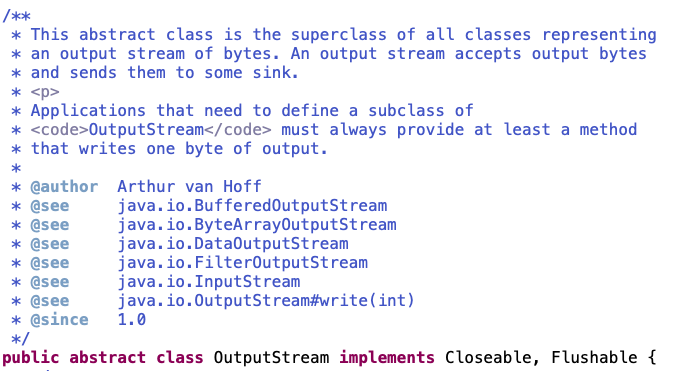 /**
 * This abstract class is the superclass of all classes representing
 * an output stream of bytes. An output stream accepts output bytes
 * and sends them to some sink.
 * <p>
 * Applications that need to define a subclass of
 * <code>OutputStream</code> must always provide at least a method
 * that writes one byte of output.
 *
 * @author  Arthur van Hoff
 * @see     java.io.BufferedOutputStream
 * @see     java.io.ByteArrayOutputStream
 * @see     java.io.DataOutputStream
 * @see     java.io.FilterOutputStream
 * @see     java.io.InputStream
 * @see     java.io.OutputStream#write(int)
 * @since   1.0
 */
public abstract class OutputStream implements Closeable, Flushable {